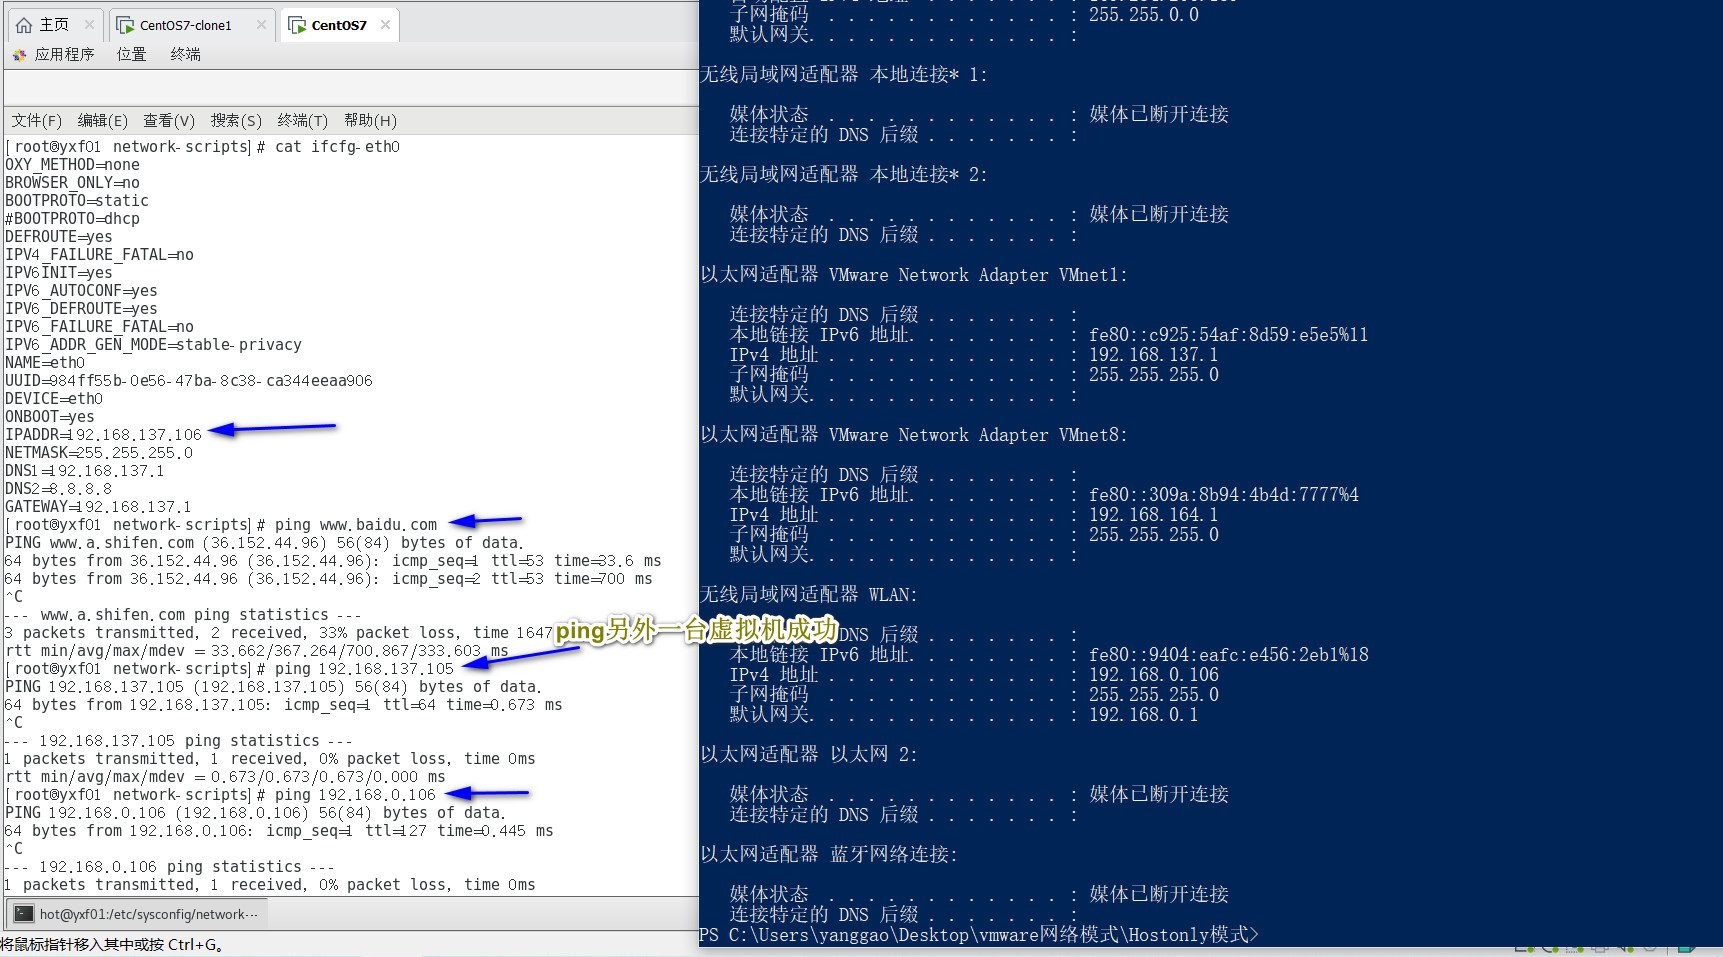 主页
CentOS7-clone1
CentOS7
应用程序 位置 终端
文件(F) 编辑(E) 查看(V) 搜索(S) 终端(T) 帮助(H)
[root@yxf01 network-scripts]# cat ifcfg-eth0
OXY_METHOD=none
BROWSER_ONLY=no
BOOTPROTO=static
#BOOTPROTO=dhcp
DEFROUTE=yes
IPV4_FAILURE_FATAL=no
IPV6INIT=yes
IPV6_AUTOCONF=yes
IPV6_DEFROUTE=yes
IPV6_FAILURE_FATAL=no
IPV6_ADDR_GEN_MODE=stable-privacy
NAME=eth0
UUID=984ff55b-0e56-47ba-8c38-ca344eeaa906
DEVICE=eth0
ONBOOT=yes
IPADDR=192.168.137.106
NETMASK=255.255.255.0
DNS1=192.168.137.1
DNS2=8.8.8.8
GATEWAY=192.168.137.1
[root@yxf01 network-scripts]# ping www.baidu.com
PING www.a.shifen.com (36.152.44.96) 56(84) bytes of data.
64 bytes from 36.152.44.96 (36.152.44.96): icmp_seq=1 ttl=53 time=33.6 ms
64 bytes from 36.152.44.96 (36.152.44.96): icmp_seq=2 ttl=53 time=700 ms
^C
--- www.a.shifen.com ping statistics ---
3 packets transmitted, 2 received, 33% packet loss, time 1647
rtt min/avg/max/mdev = 33.662/367.264/700.867/333.603 ms
ping另外一台虚拟机成功
[root@yxf01 network-scripts]# ping 192.168.137.105
PING 192.168.137.105 (192.168.137.105) 56(84) bytes of data.
64 bytes from 192.168.137.105: icmp_seq=1 ttl=64 time=0.673 ms
^C
--- 192.168.137.105 ping statistics ---
1 packets transmitted, 1 received, 0% packet loss, time 0ms
rtt min/avg/max/mdev = 0.673/0.673/0.673/0.000 ms
[root@yxf01 network-scripts]# ping 192.168.0.106
PING 192.168.0.106 (192.168.0.106) 56(84) bytes of data.
64 bytes from 192.168.0.106: icmp_seq=1 ttl=127 time=0.445 ms
^C
--- 192.168.0.106 ping statistics ---
1 packets transmitted, 1 received, 0% packet loss, time 0ms
hot@yxf01:/etc/sysconfig/network···
将鼠标指针移入其中或按 Ctrl+G。
子网掩码 . . . . . . . . . . . . : 255.255.0.0
默认网关. . . . . . . . . . . . . :
无线局域网适配器 本地连接* 1:
媒体状态 . . . . . . . . . . . . : 媒体已断开连接
连接特定的 DNS 后缀 . . . . . . . :
无线局域网适配器 本地连接* 2:
媒体状态 . . . . . . . . . . . . : 媒体已断开连接
连接特定的 DNS 后缀 . . . . . . . :
以太网适配器 VMware Network Adapter VMnet1:
连接特定的 DNS 后缀 . . . . . . . :
本地链接 IPv6 地址. . . . . . . . : fe80::c925:54af:8d59:e5e5%11
IPv4 地址 . . . . . . . . . . . . : 192.168.137.1
子网掩码 . . . . . . . . . . . . : 255.255.255.0
默认网关. . . . . . . . . . . . . :
以太网适配器 VMware Network Adapter VMnet8:
连接特定的 DNS 后缀 . . . . . . . :
本地链接 IPv6 地址. . . . . . . . : fe80::309a:8b94:4b4d:7777%4
IPv4 地址 . . . . . . . . . . . . : 192.168.164.1
子网掩码 . . . . . . . . . . . . : 255.255.255.0
默认网关. . . . . . . . . . . . . :
无线局域网适配器 WLAN:
DNS 后缀 . . . . . . . :
本地链接 IPv6 地址. . . . . . . . : fe80::9404:eafc:e456:2eb1%18
IPv4 地址 . . . . . . . . . . . . : 192.168.0.106
子网掩码 . . . . . . . . . . . . : 255.255.255.0
默认网关. . . . . . . . . . . . . : 192.168.0.1
以太网适配器 以太网 2:
媒体状态 . . . . . . . . . . . . : 媒体已断开连接
连接特定的 DNS 后缀 . . . . . . . :
以太网适配器 蓝牙网络连接:
媒体状态 . . . . . . . . . . . . : 媒体已断开连接
连接特定的 DNS 后缀 . . . . . . . :
PS C:\Users\yanggao\Desktop\vmware网络模式\Hostonly模式>